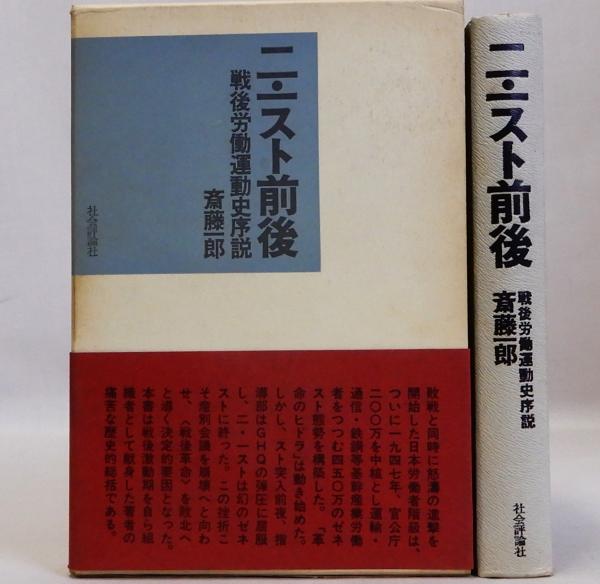 二・一スト前後
戦後労働運動史序説
斎藤一郎
社会評論社
敗戦と同時に怒濤の進撃を
開始した日本労働者階級は、
ついに一九四七年、官公庁
二〇〇万を中軸とし運輸・
通信・鉄鋼等基幹産業労働
者をつつむ四五〇万のゼネ
スト態勢を構築した。「革
命のヒドラ」は動き始めた。
しかし、スト突入前夜、指
導部はGHQの弾圧に屈服
し、二・一ストは幻のゼネ
ストに終った。この挫折こ
そ産別会議を崩壊へと向わ
せ、〈戦後革命〉を敗北へ
と導く決定的要因となった。
本書は戦後激動期を自ら組
織者として献身した著者の
痛苦な歴史的総括である。
二・一スト前後
戦後労働運動史序説
斎藤一郎
社会評論社